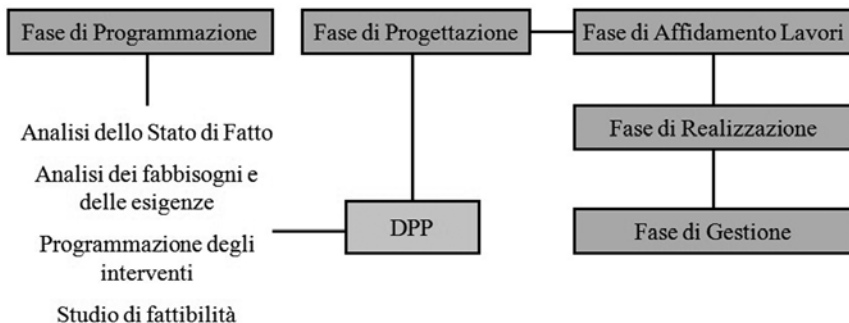 Fase di Programmazione
Fase di Progettazione
Fase di Affidamento Lavori
Analisi dello Stato di Fatto
Analisi dei fabbisogni e
delle esigenze
Programmazione degli
interventi
Studio di fattibilità
DPP
Fase di Realizzazione
Fase di Gestione